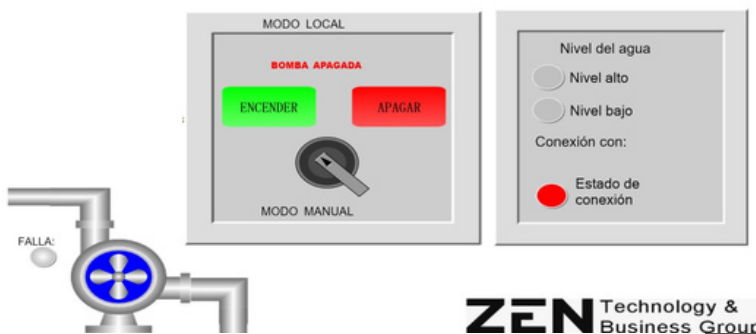 MODO LOCAL
BOMBA APAGADA
ENCENDER
APAGAR
MODO MANUAL
Nivel del agua
Nivel alto
Nivel bajo
Conexión con:
Estado de
conexión
FALLA:
ZEN Technology &
Business Group